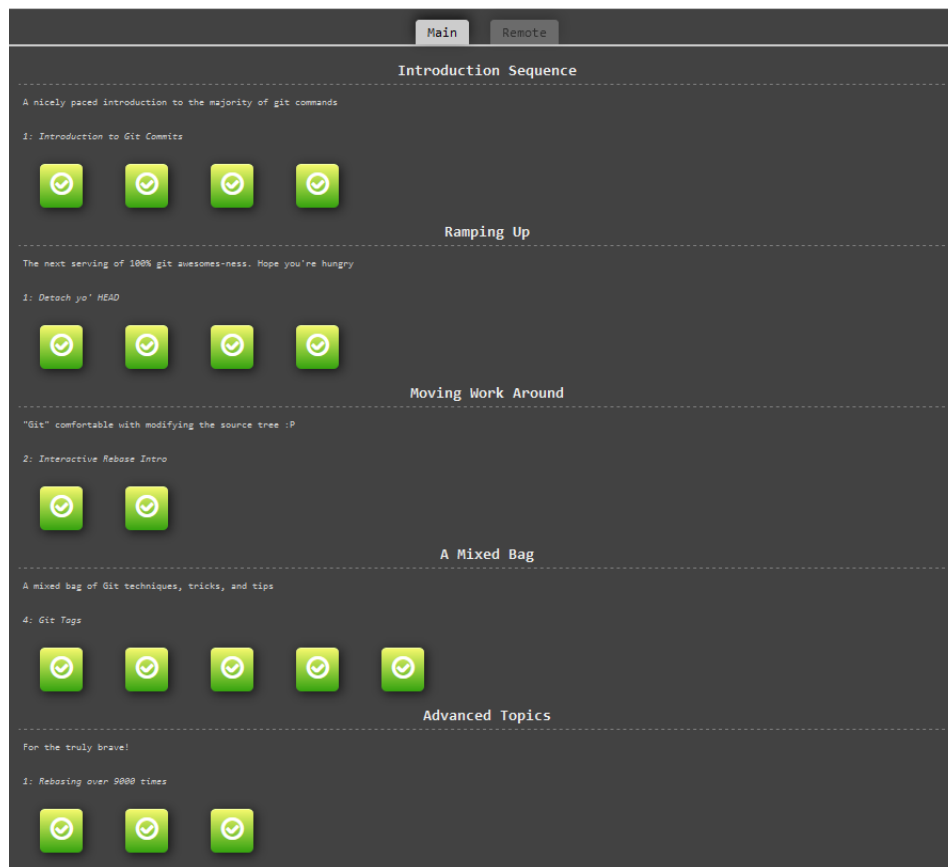 Main Remote
Introduction Sequence
A nicely paced introduction to the majority of git commands
1: Introduction to Git Commits
Ramping Up
The next serving of 100% git awesomes-ness. Hope you're hungry
1: Detach yo' HEAD
Moving Work Around
"Git" comfortable with modifying the source tree :P
2: Interactive Rebase Intro
A Mixed Bag
A mixed bag of Git techniques, tricks, and tips
4: Git Tags
Advanced Topics
For the truly brave!
1: Rebasing over 9000 times